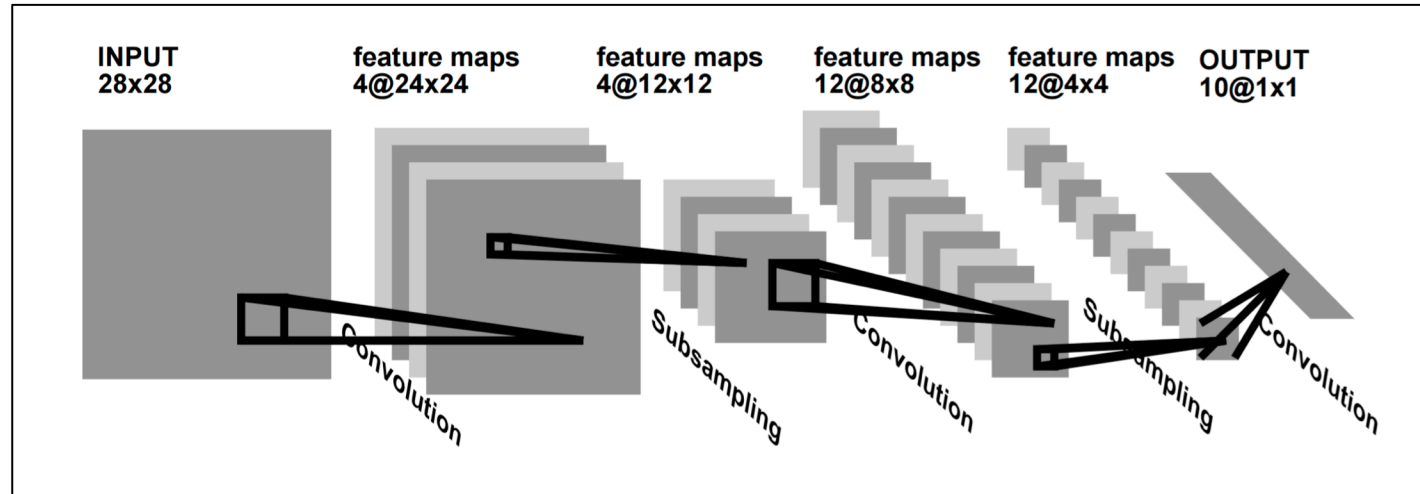 INPUT
28x28
feature maps
4@24x24
feature maps
4@12x12
feature maps
12@8x8
feature maps
12@4x4
OUTPUT
10@1x1
Convolution
Subsampling
Convolution
Subsampling
Convolution